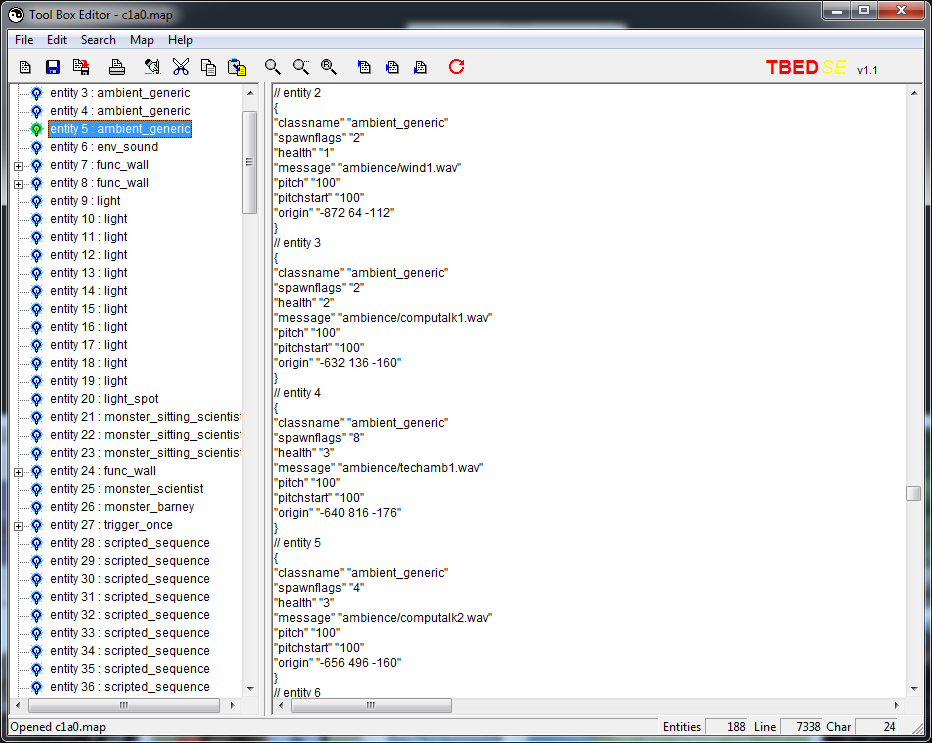 Tool Box Editor - c1a0.map
File Edit Search Map Help
TBEDSE v1.1
entity 3 : ambient_generic
entity 4 : ambient_generic
entity 5 : ambient_generic
entity 6 : env_sound
entity 7 : func_wall
entity 8 : func_wall
entity 9 : light
entity 10 : light
entity 11 : light
entity 12 : light
entity 13 : light
entity 14 : light
entity 15 : light
entity 16 : light
entity 17 : light
entity 18 : light
entity 19 : light
entity 20 : light_spot
entity 21 : monster_sitting_scientist
entity 22 : monster_sitting_scientist
entity 23 : monster_sitting_scientist
entity 24 : func_wall
entity 25 : monster_scientist
entity 26 : monster_barney
entity 27 : trigger_once
entity 28 : scripted_sequence
entity 29 : scripted_sequence
entity 30 : scripted_sequence
entity 31 : scripted_sequence
entity 32 : scripted_sequence
entity 33 : scripted_sequence
entity 34 : scripted_sequence
entity 35 : scripted_sequence
entity 36 : scripted_sequence
// entity 2
{
"classname" "ambient_generic"
"spawnflags" "2"
"health" "1"
"message" "ambience/wind1.wav"
"pitch" "100"
"pitchstart" "100"
"origin" "-872 64 -112"
}
// entity 3
{
"classname" "ambient_generic"
"spawnflags" "2"
"health" "2"
"message" "ambience/computalk1.wav"
"pitch" "100"
"pitchstart" "100"
"origin" "-632 136 -160"
}
// entity 4
{
"classname" "ambient_generic"
"spawnflags" "8"
"health" "3"
"message" "ambience/techamb1.wav"
"pitch" "100"
"pitchstart" "100"
"origin" "-640 816 -176"
}
// entity 5
{
"classname" "ambient_generic"
"spawnflags" "4"
"health" "3"
"message" "ambience/computalk2.wav"
"pitch" "100"
"pitchstart" "100"
"origin" "-656 496 -160"
}
// entity 6
Opened c1a0.map Entities 188 Line 7338 Char 24